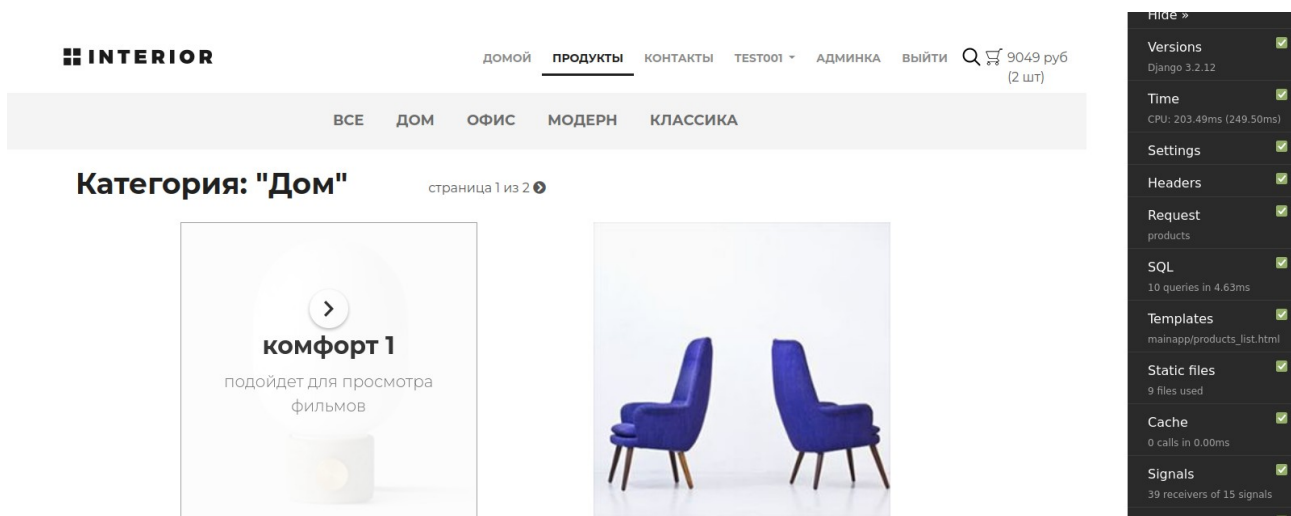 Hide »
INTERIOR
ДОМОЙ ПРОДУКТЫ КОНТАКТЫ TEST001 АДМИНКА ВЫЙТИ 9049 руб
(2 шт)
ВСЕ ДОМ ОФИС МОДЕРН КЛАССИКА
Категория: "Дом"
страница 1 из 2
комфорт 1
подойдет для просмотра
фильмов
Versions
Django 3.2.12
Time
CPU: 203.49ms (249.50ms)
Settings
Headers
Request
products
SQL
10 queries in 4.63ms
Templates
mainapp/products_list.html
Static files
9 files used
Cache
0 calls in 0.00ms
Signals
39 receivers of 15 signals